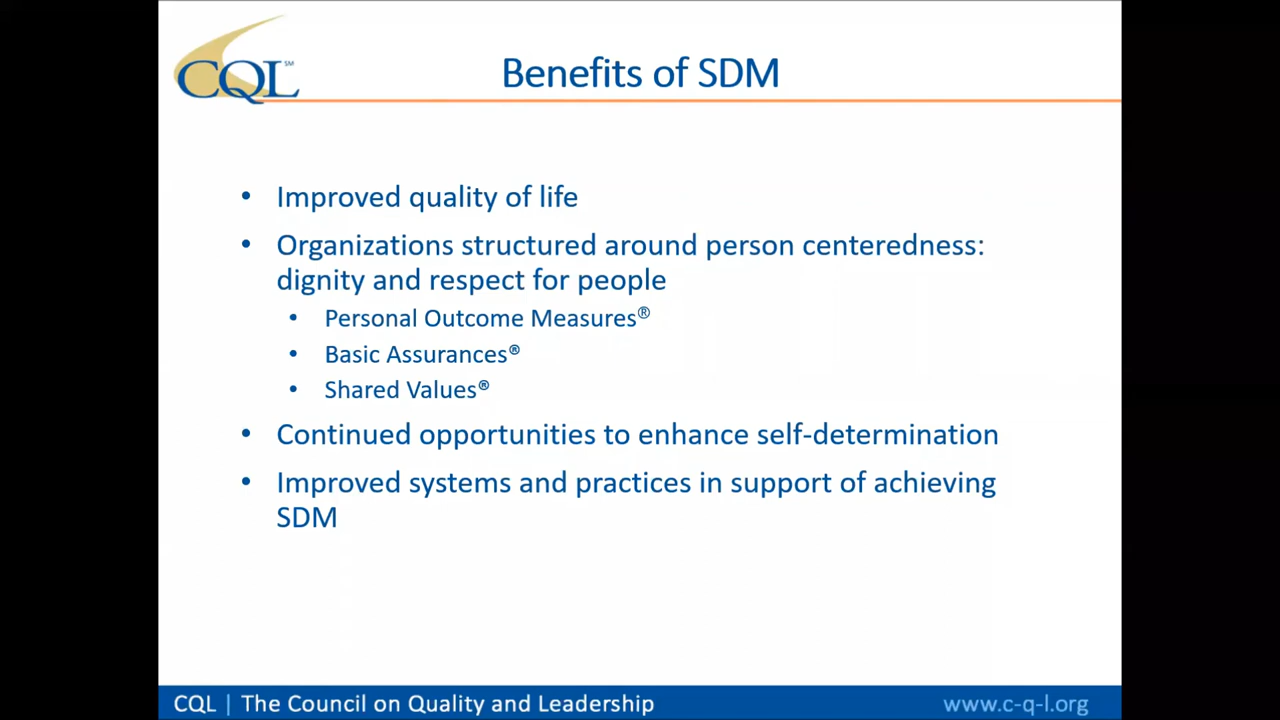 CQL℠
Benefits of SDM
• Improved quality of life
• Organizations structured around person centeredness:
dignity and respect for people
• Personal Outcome Measures®
• Basic Assurances®
• Shared Values®
• Continued opportunities to enhance self-determination
• Improved systems and practices in support of achieving
SDM
CQL | The Council on Quality and Leadership
www.c-q-l.org